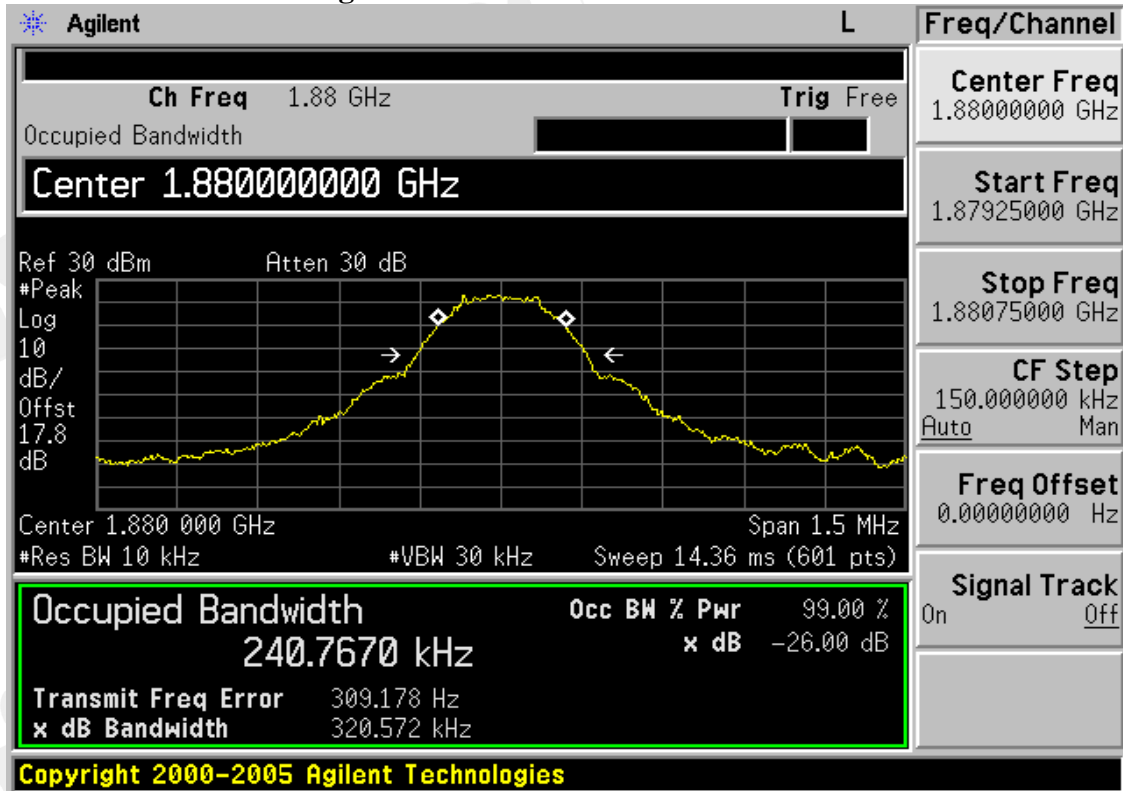 Agilent L Freq/Channel
Ch Freq 1.88 GHz Trig Free
Occupied Bandwidth
Center 1.880000000 GHz
Ref 30 dBm Atten 30 dB
#Peak
Log
10
dB/
Offst
17.8
dB
Center 1.880 000 GHz Span 1.5 MHz
#Res BW 10 kHz #VBW 30 kHz Sweep 14.36 ms (601 pts)
Occupied Bandwidth Occ BW % Pwr 99.00 %
240.7670 kHz x dB -26.00 dB
Transmit Freq Error 309.178 Hz
x dB Bandwidth 320.572 kHz
Copyright 2000-2005 Agilent Technologies
Center Freq
1.88000000 GHz
Start Freq
1.87925000 GHz
Stop Freq
1.88075000 GHz
CF Step
150.000000 kHz
Auto Man
Freq Offset
0.00000000 Hz
Signal Track
On Off